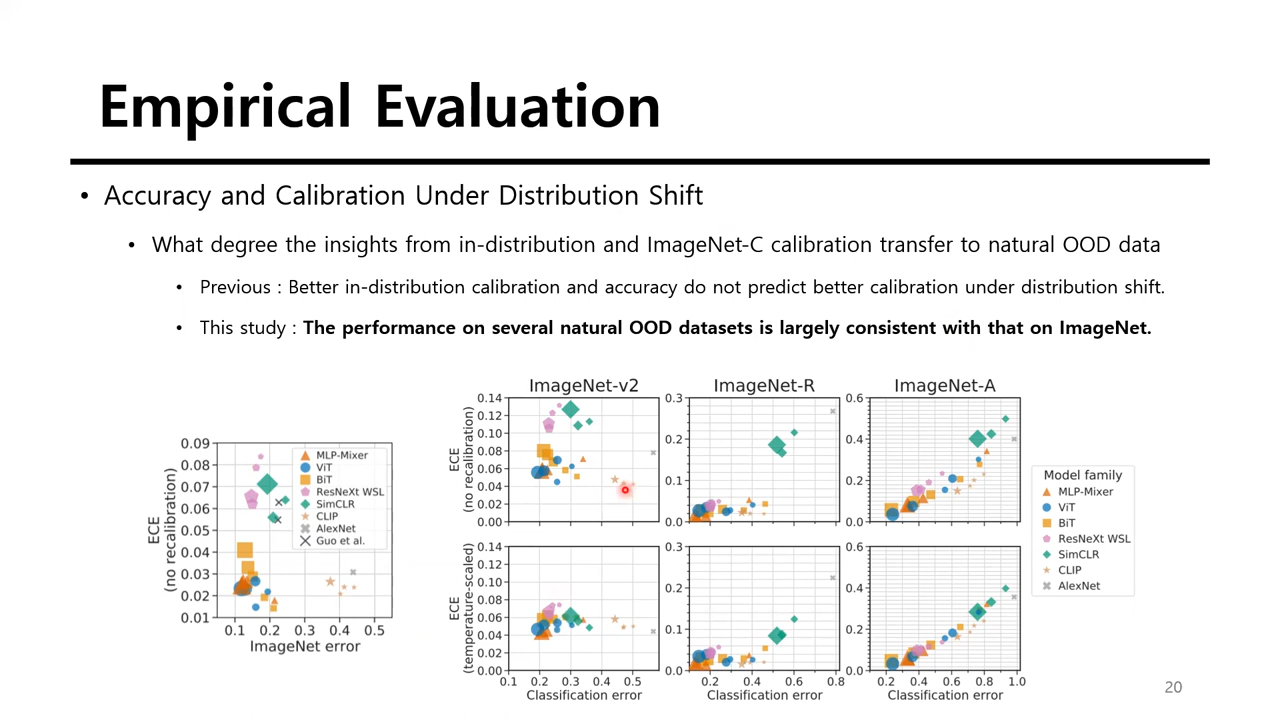 Empirical Evaluation
• Accuracy and Calibration Under Distribution Shift
• What degree the insights from in-distribution and ImageNet-C calibration transfer to natural OOD data
• Previous : Better in-distribution calibration and accuracy do not predict better calibration under distribution shift.
• This study : The performance on several natural OOD datasets is largely consistent with that on ImageNet.
ECE
(no recalibration)
0.09
0.08
0.07
0.06
0.05
0.04
0.03
0.02
0.01
0.1 0.2 0.3 0.4 0.5
ImageNet error
MLP-Mixer
ViT
BiT
ResNeXt WSL
SimCLR
CLIP
AlexNet
Guo et al.
ImageNet-v2 ImageNet-R ImageNet-A
ECE
(no recalibration)
0.14
0.12
0.10
0.08
0.06
0.04
0.02
0.00
0.3
0.2
0.1
0.0
0.6
0.4
0.2
0.0
ECE
(temperature-scaled)
0.14
0.12
0.10
0.08
0.06
0.04
0.02
0.00
0.3
0.2
0.1
0.0
0.6
0.4
0.2
0.0
0.1 0.2 0.3 0.4 0.5
0.2 0.4 0.6 0.8
0.2 0.4 0.6 0.8 1.0
Classification error Classification error Classification error
Model family
MLP-Mixer
ViT
BiT
ResNeXt WSL
SimCLR
CLIP
AlexNet
20